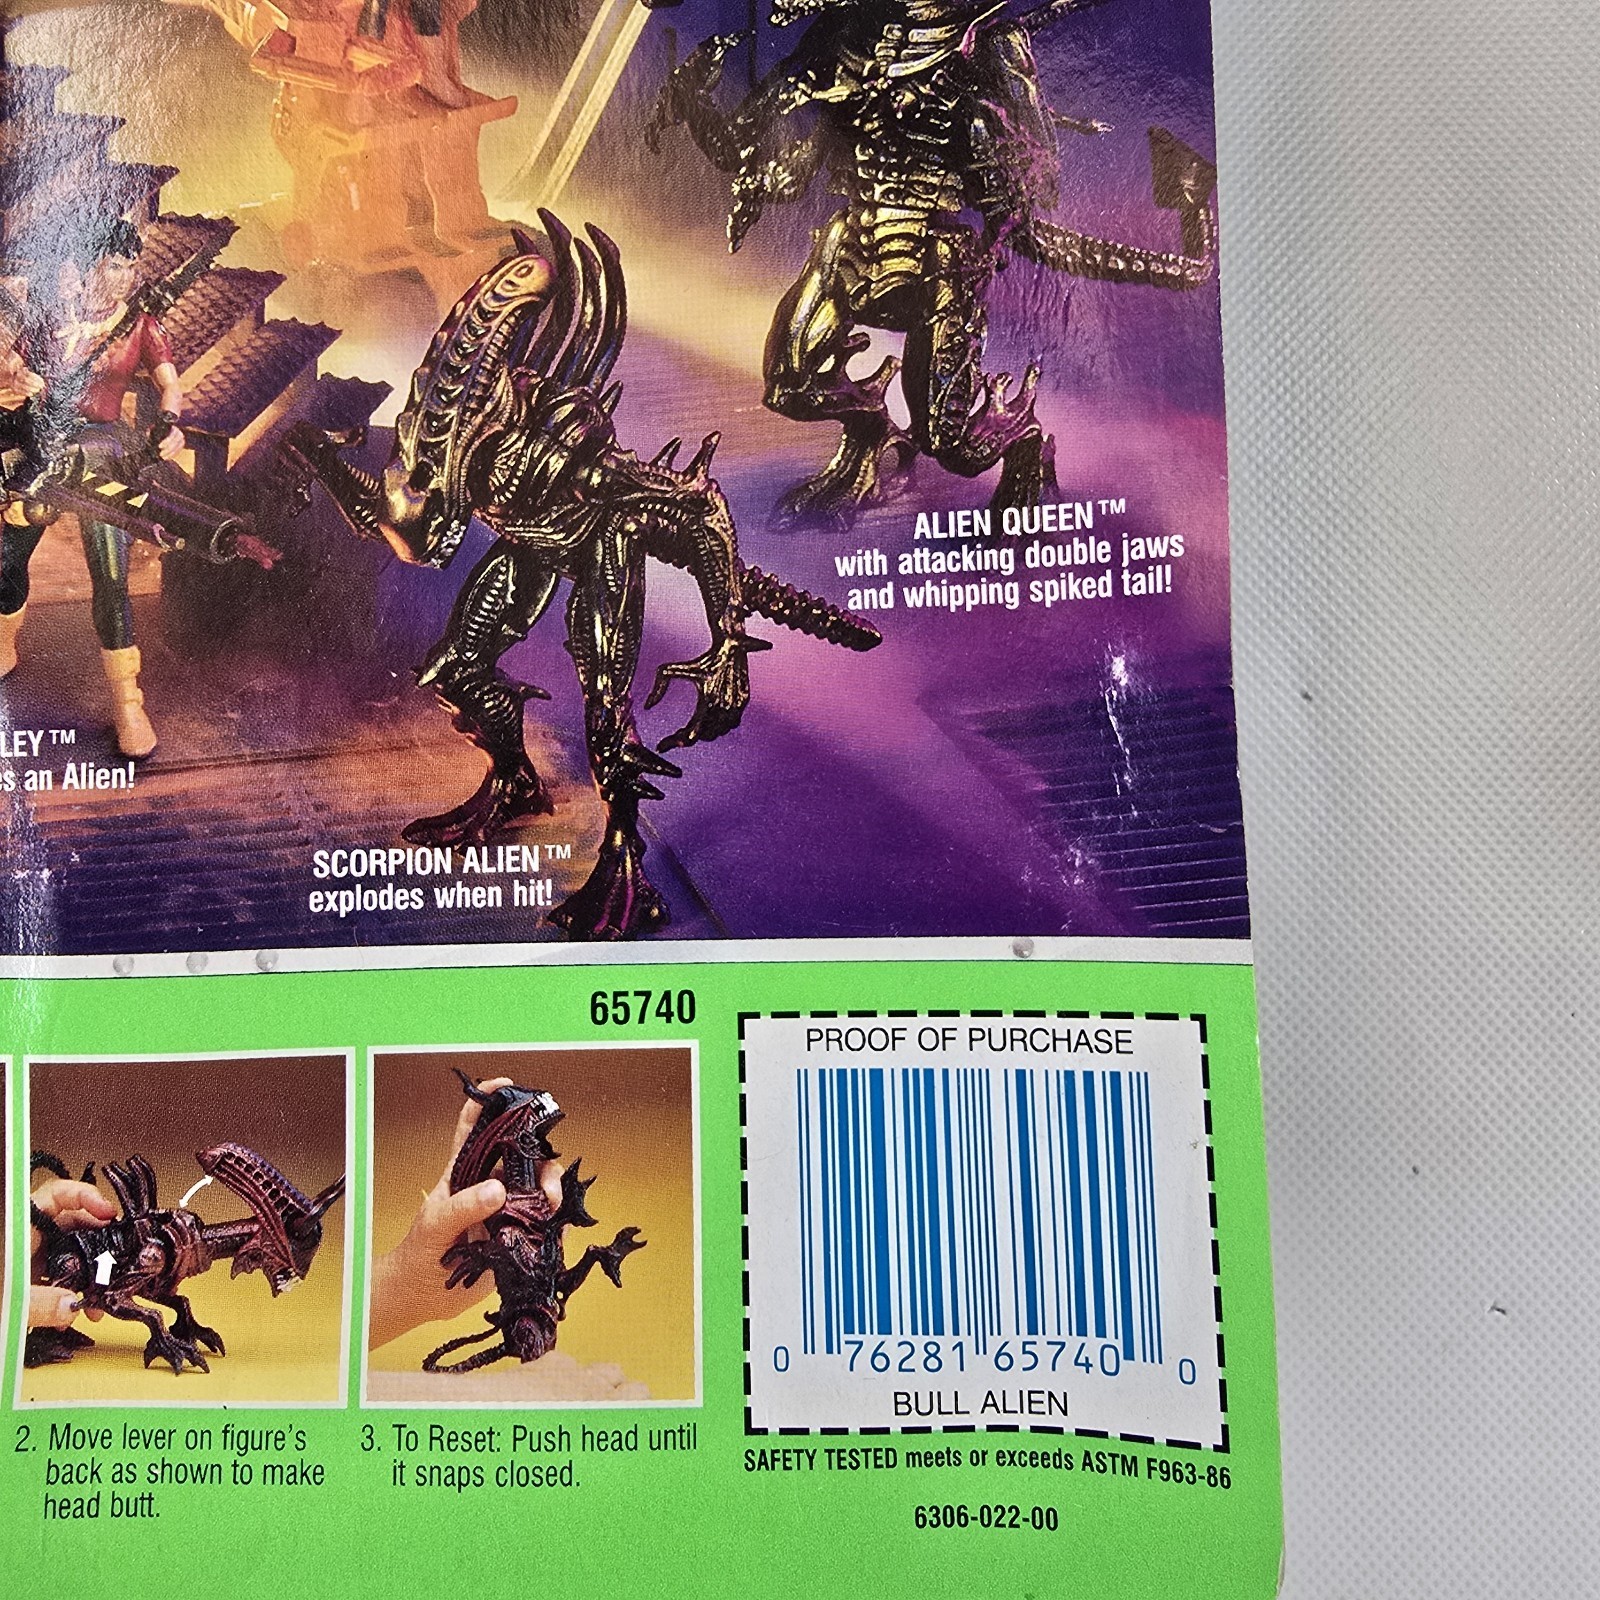 ALIEN QUEEN™
with attacking double jaws
and whipping spiked tail!
LEY™
s an Alien!
SCORPION ALIEN™
explodes when hit!
65740
2. Move lever on figure's
back as shown to make
head butt.
3. To Reset: Push head until
it snaps closed.
PROOF OF PURCHASE
0 76281 65740 0
BULL ALIEN
SAFETY TESTED meets or exceeds ASTM F963-86
6306-022-00